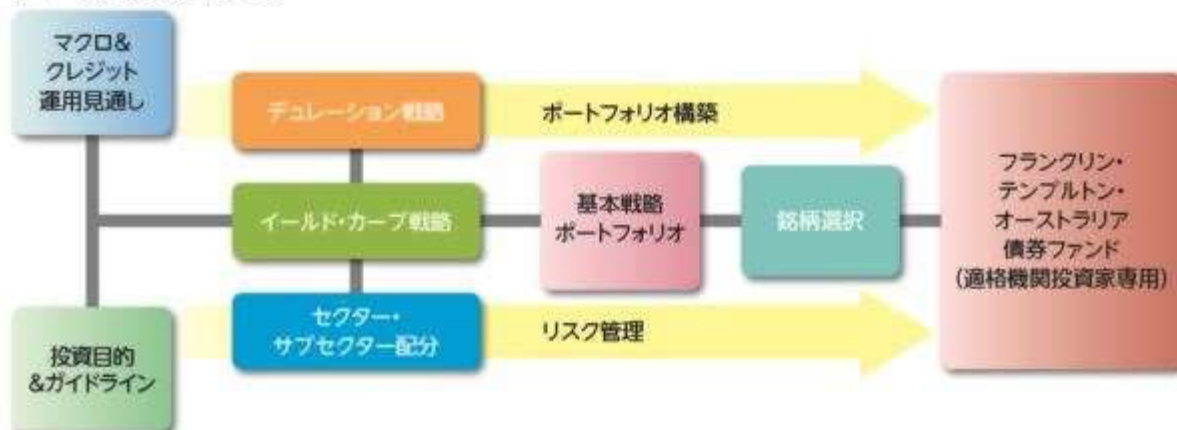 マクロ&
クレジット
運用見通し
デュレーション戦略
ポートフォリオ構築
イールド・カーブ戦略
基本戦略
ポートフォリオ
銘柄選択
フランクリン・
テンプルトン・
オーストラリア
債券ファンド
(適格機関投資家専用)
セクター・
サブセクター配分
リスク管理
投資目的
&ガイドライン